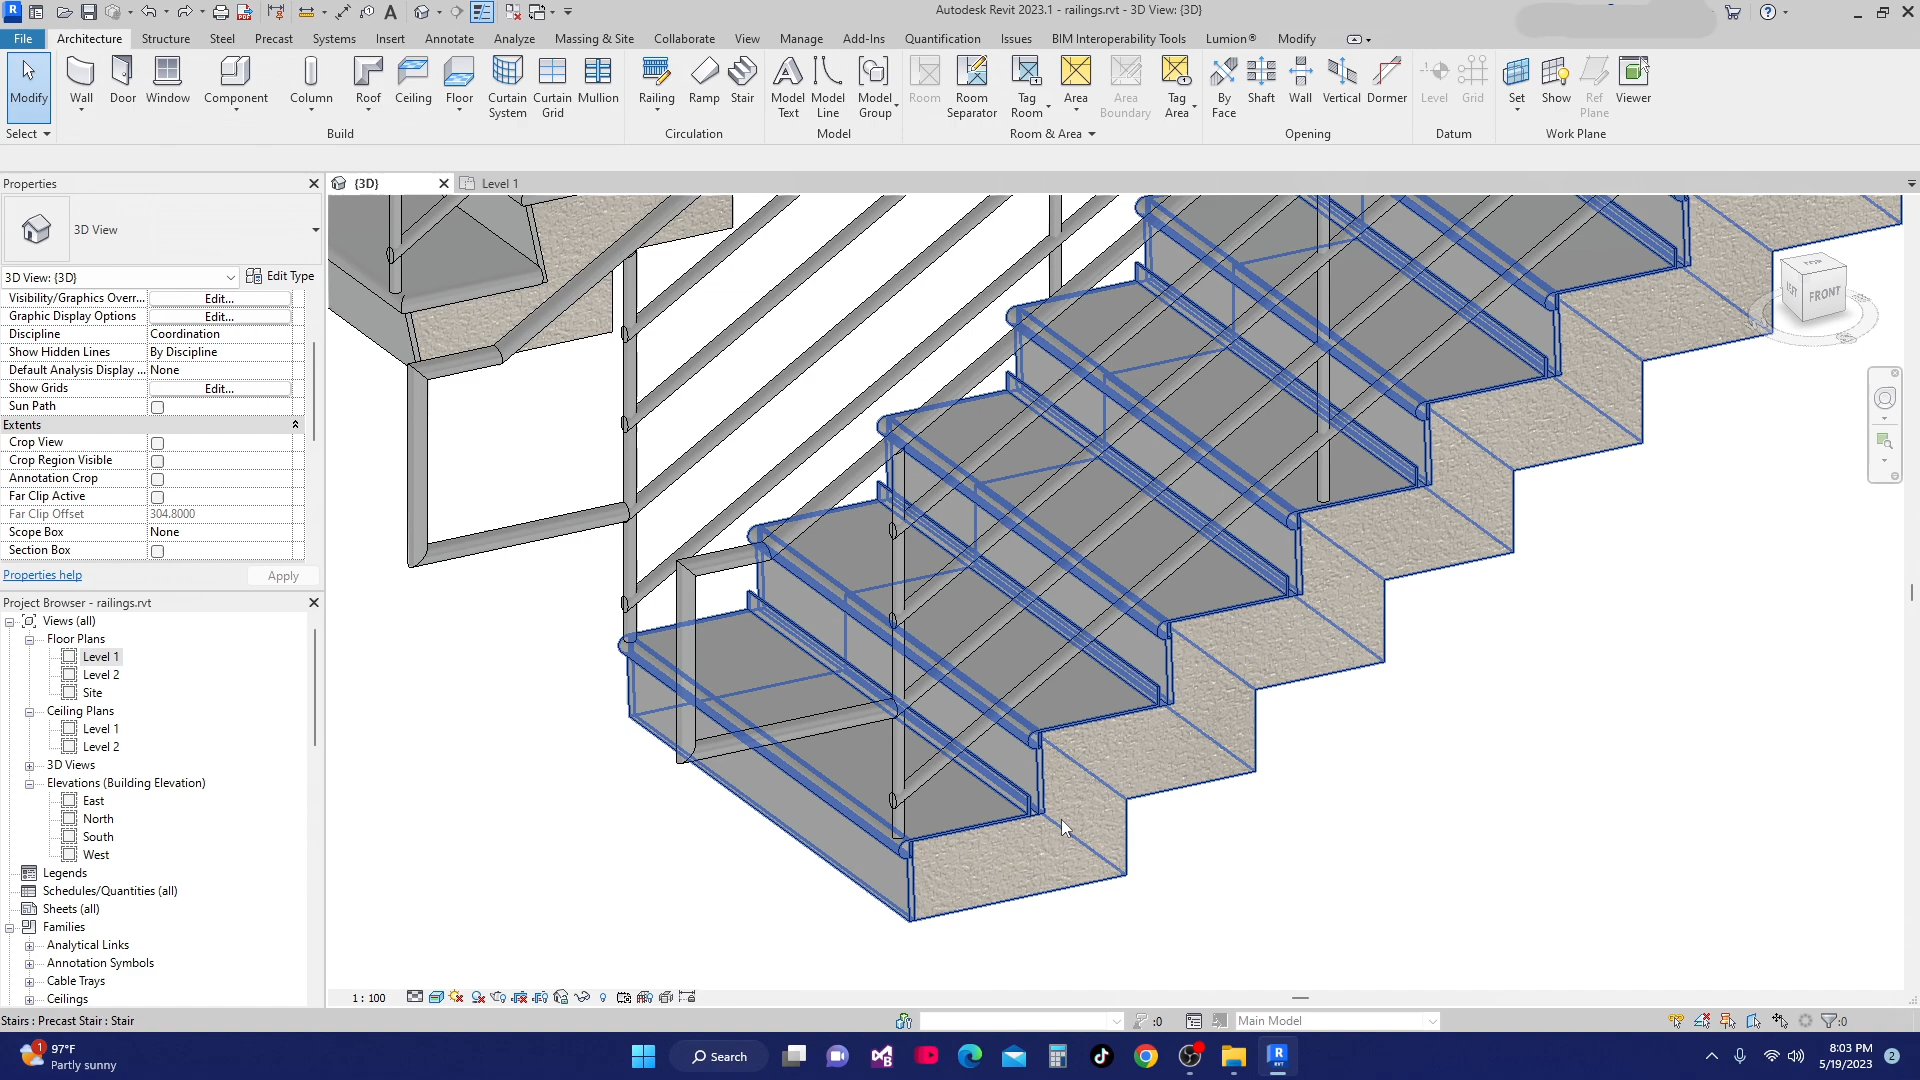 Autodesk Revit 2023.1 - railings.rvt - 3D View: {3D}
File Architecture Structure Steel Precast Systems Insert Annotate Analyze Massing & Site Collaborate View Manage Add-Ins Quantification Issues BIM Interoperability Tools Lumion® Modify
Modify Wall Door Window Component Column Roof Ceiling Floor Curtain System Curtain Grid Mullion Railing Ramp Stair Model Text Model Line Model Group Room Room Separator Tag Room Area Area Boundary Tag Area By Face Shaft Wall Vertical Dormer Level Grid Set Show Ref Plane Viewer
Select Build Circulation Model Room & Area Opening Datum Work Plane
Properties
{3D} Level 1
3D View
3D View: {3D} Edit Type
Visibility/Graphics Overr... Edit...
Graphic Display Options Edit...
Discipline Coordination
Show Hidden Lines By Discipline
Default Analysis Display ... None
Show Grids Edit...
Sun Path
Extents
Crop View
Crop Region Visible
Annotation Crop
Far Clip Active
Far Clip Offset 304.8000
Scope Box None
Section Box
Properties help Apply
Project Browser - railings.rvt
Views (all)
Floor Plans
Level 1
Level 2
Site
Ceiling Plans
Level 1
Level 2
3D Views
Elevations (Building Elevation)
East
North
South
West
Legends
Schedules/Quantities (all)
Sheets (all)
Families
Analytical Links
Annotation Symbols
Cable Trays
Ceilings
TOP
LEFT FRONT
1 : 100
Stairs : Precast Stair : Stair :0 Main Model :0
97°F
Partly sunny
Search
8:03 PM
5/19/2023